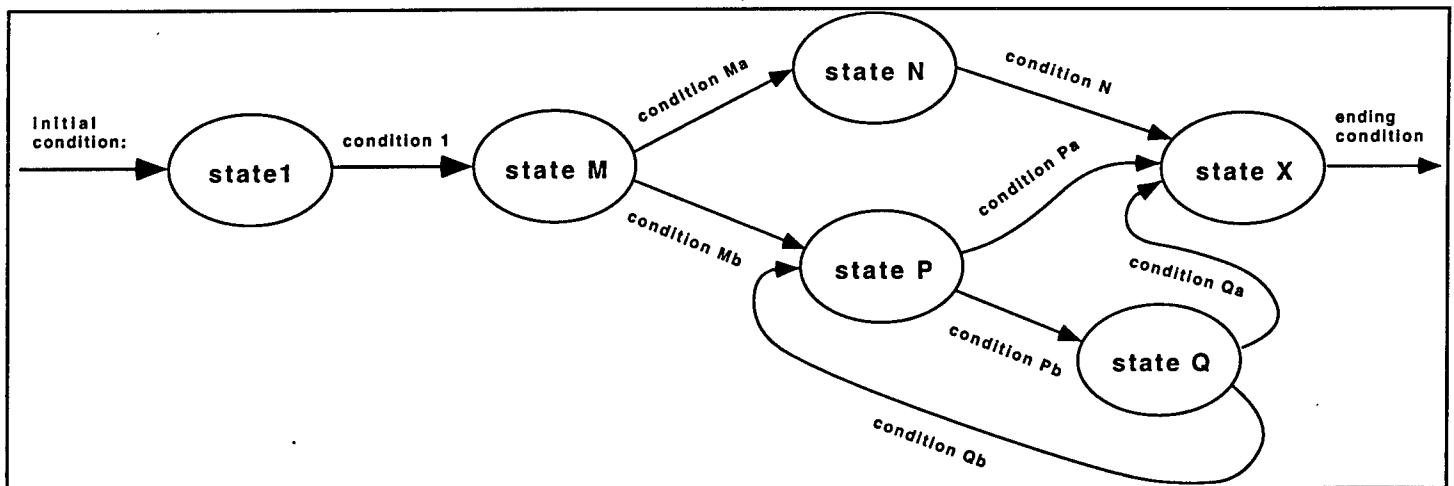 initial
condition:
state1
condition 1
state M
condition Ma
state N
condition N
condition Mb
state P
condition Pa
condition Pb
state Q
condition Qa
condition Qb
state X
ending
condition